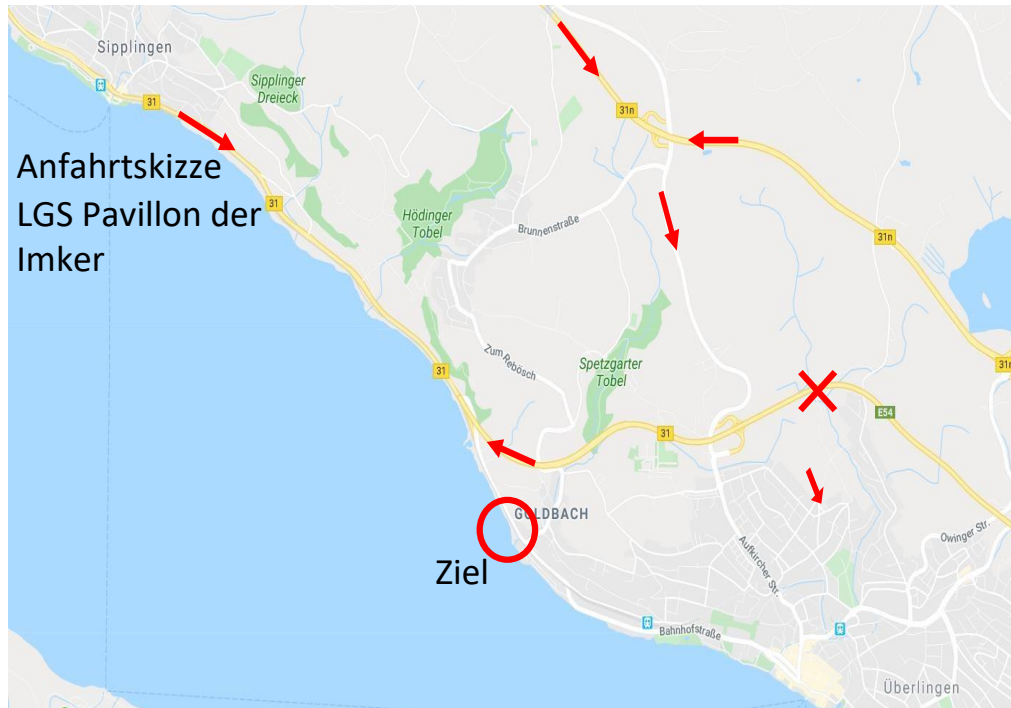 Sipplingen
Sipplinger
Dreieck
31
31n
Anfahrtskizze
LGS Pavillon der
Imker
31
Hödinger
Tobel
Brunnenstraße
31n
31
Zum Rebösch
Spetzgarter
Tobel
31n
E54
31
GOLDBACH
Ziel
Aufkircher Str.
Owinger Str.
Bahnhofstraße
Überlingen